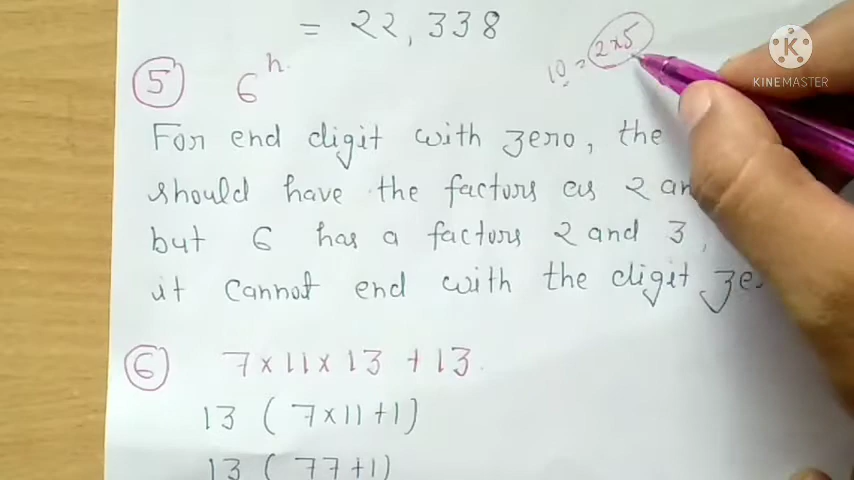 = 22,338
10 = 2×5
KINEMASTER
5 6^n
For end digit with zero, the
should have the factors as 2 an
but 6 has a factors 2 and 3,
it cannot end with the digit ze
6 7×11×13 +13
13 ( 7×11+1)
13 ( 77+1)